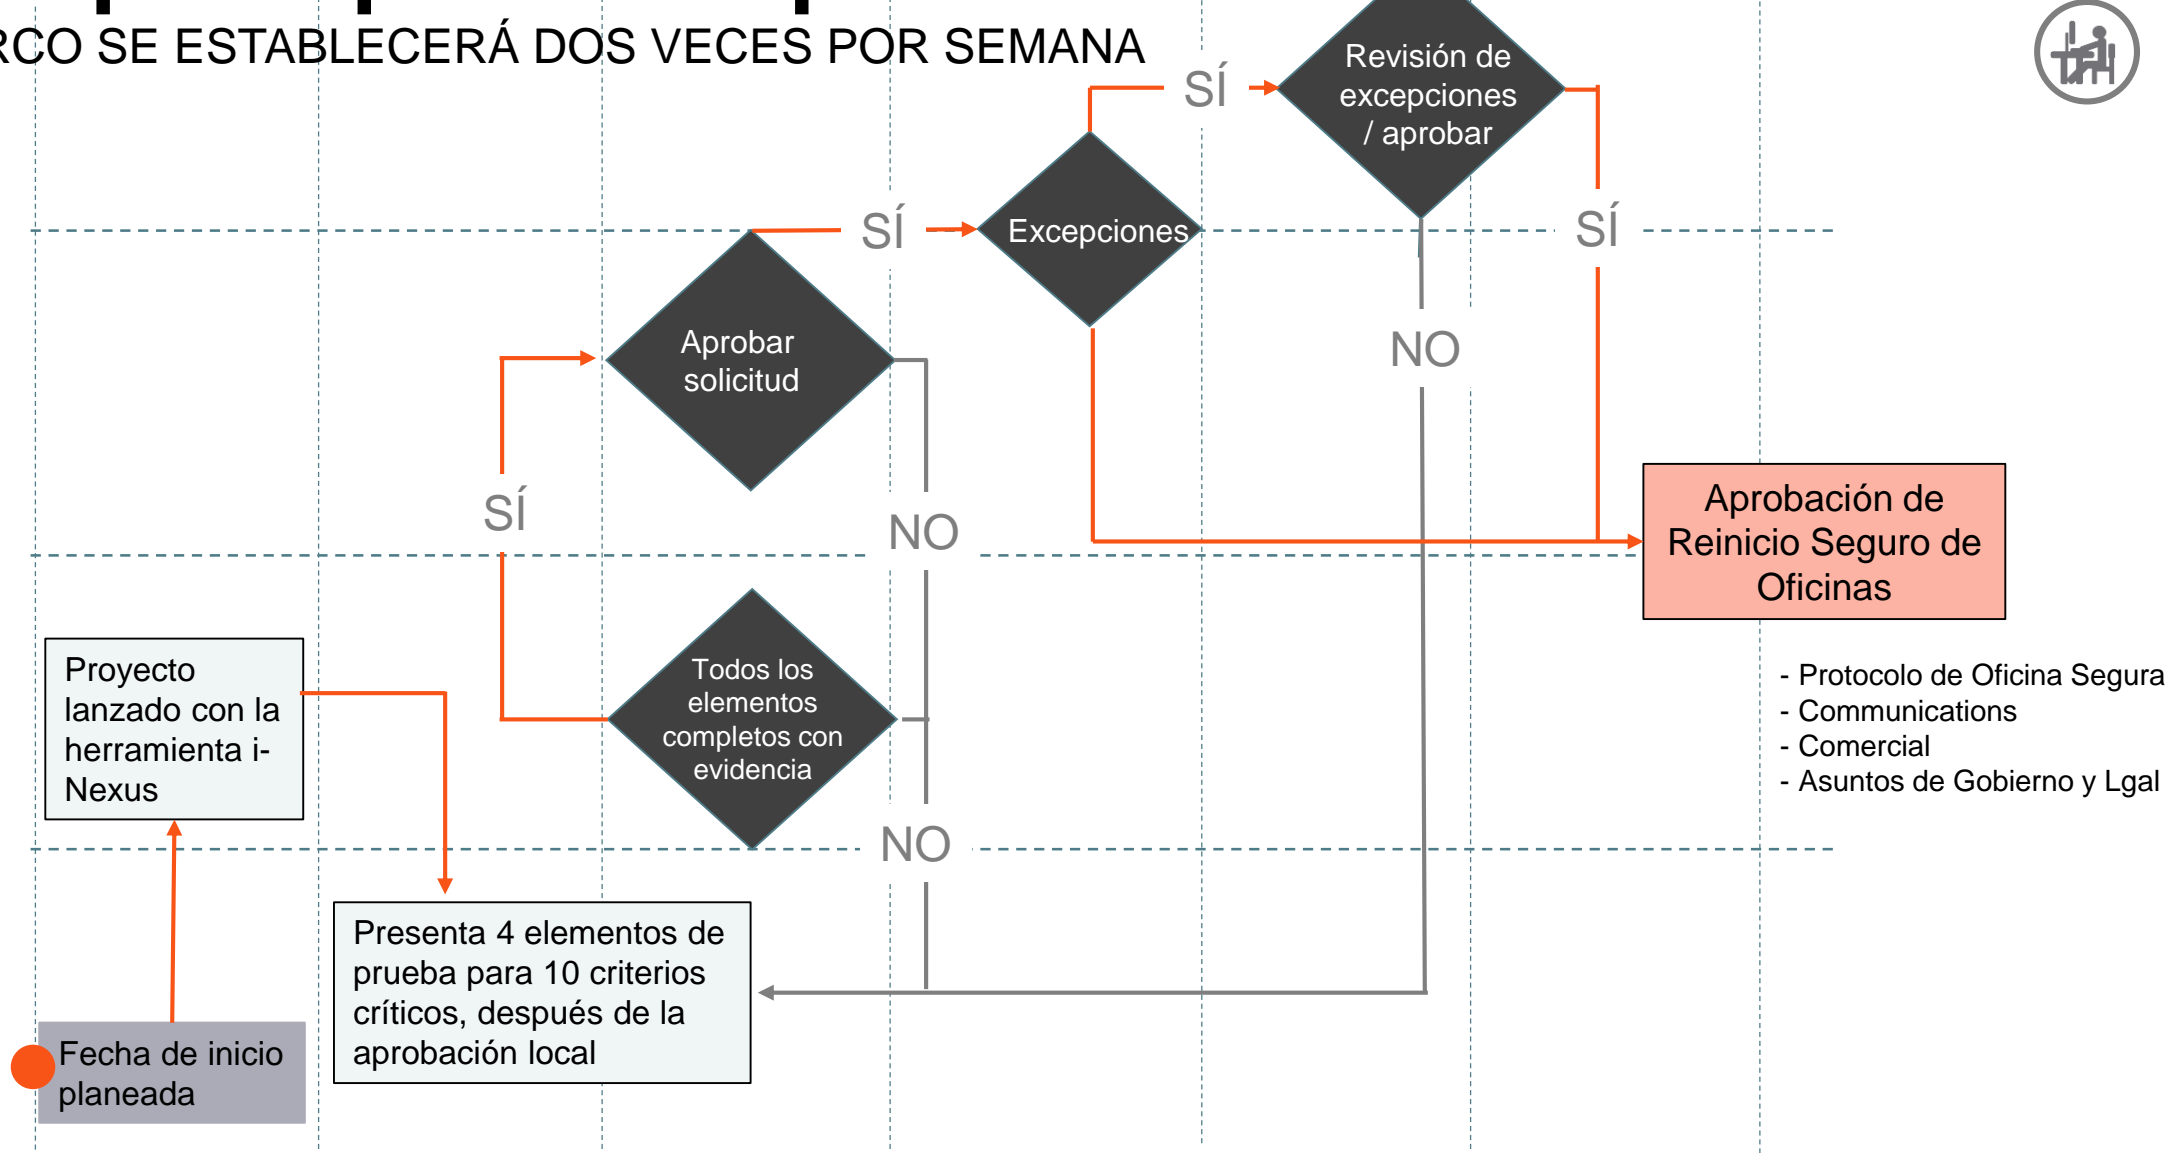 SE ESTABLECERÁ DOS VECES POR SEMANA
Revisión de
excepciones
/ aprobar
SÍ
SÍ
Excepciones
SÍ
Aprobar
solicitud
NO
SÍ
NO
Aprobación de
Reinicio Seguro de
Oficinas
Todos los
elementos
completos con
evidencia
Proyecto
lanzado con la
herramienta i-
Nexus
- Protocolo de Oficina Segura
- Communications
- Comercial
- Asuntos de Gobierno y Lgal
NO
Presenta 4 elementos de
prueba para 10 criterios
críticos, después de la
aprobación local
Fecha de inicio
planeada